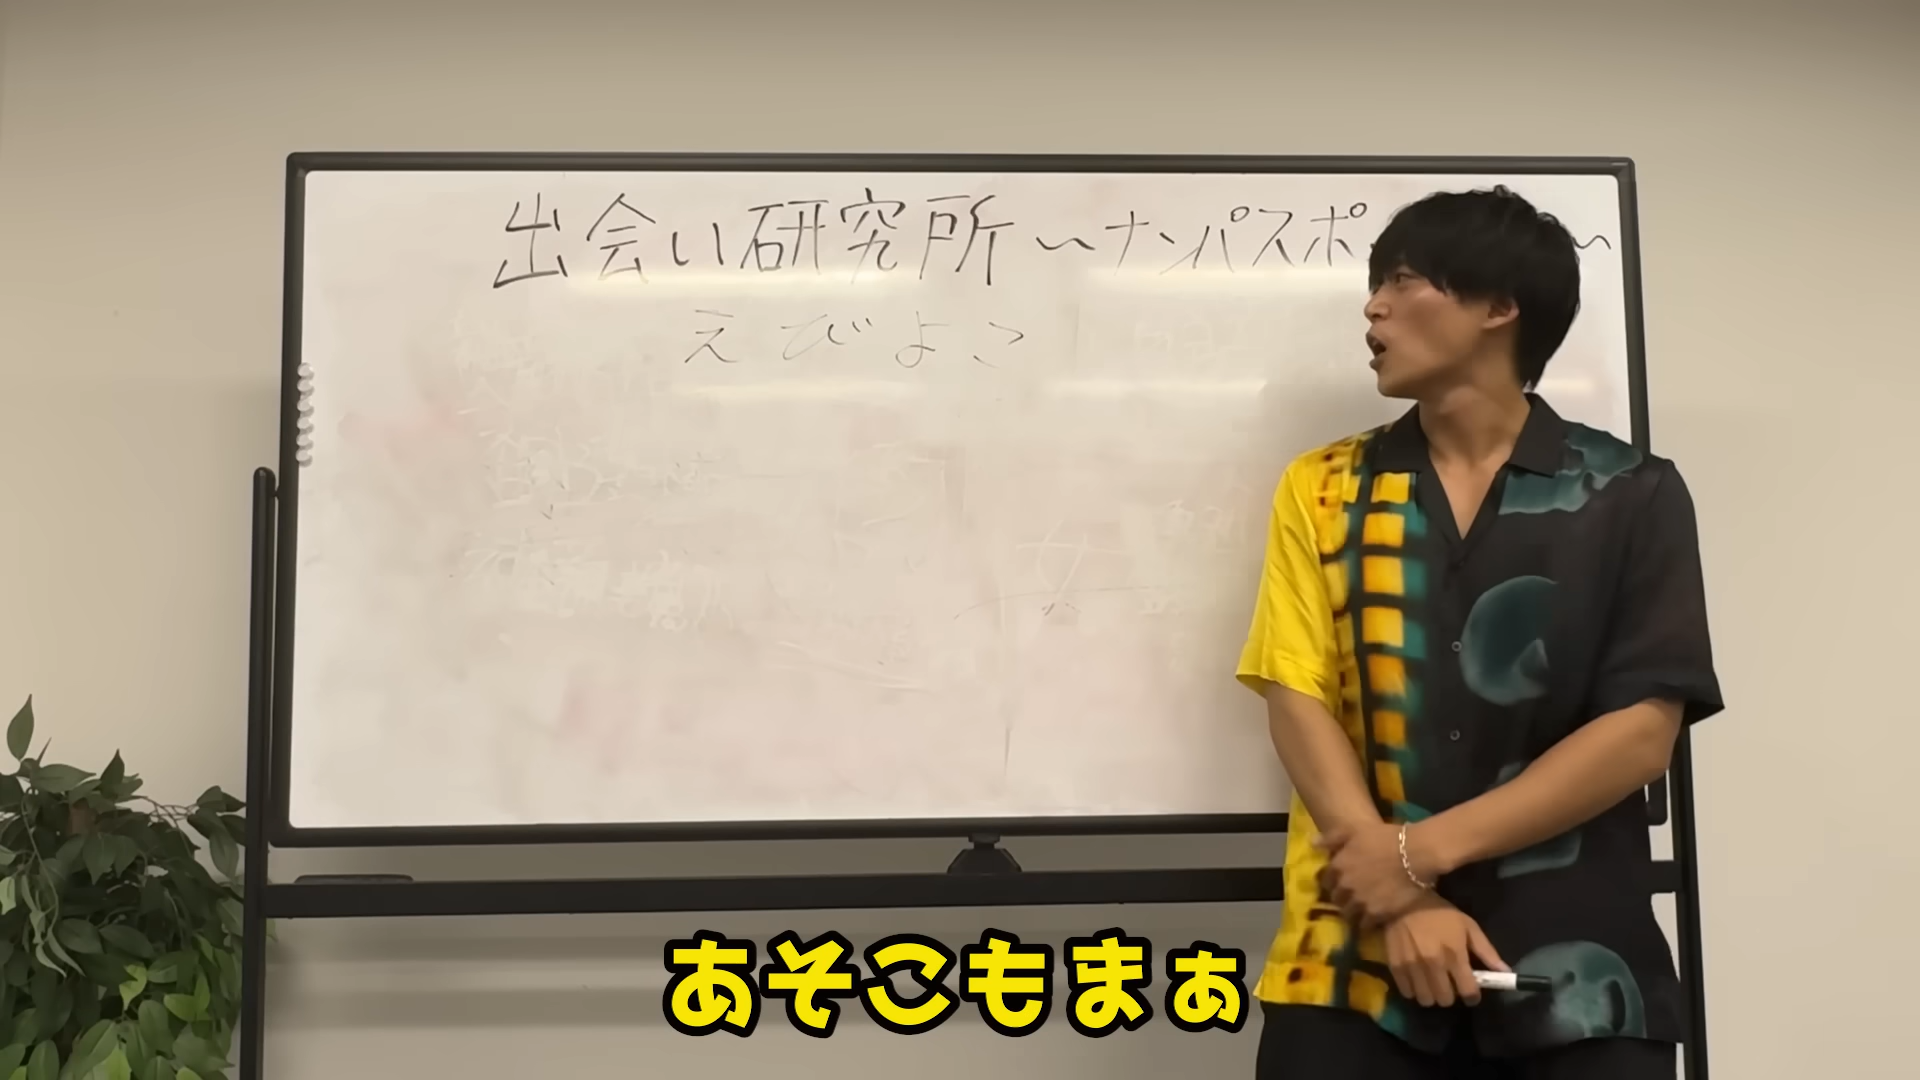 出会い研究所〜ナンパスポ 〜
えびよこ
あそこもまぁ